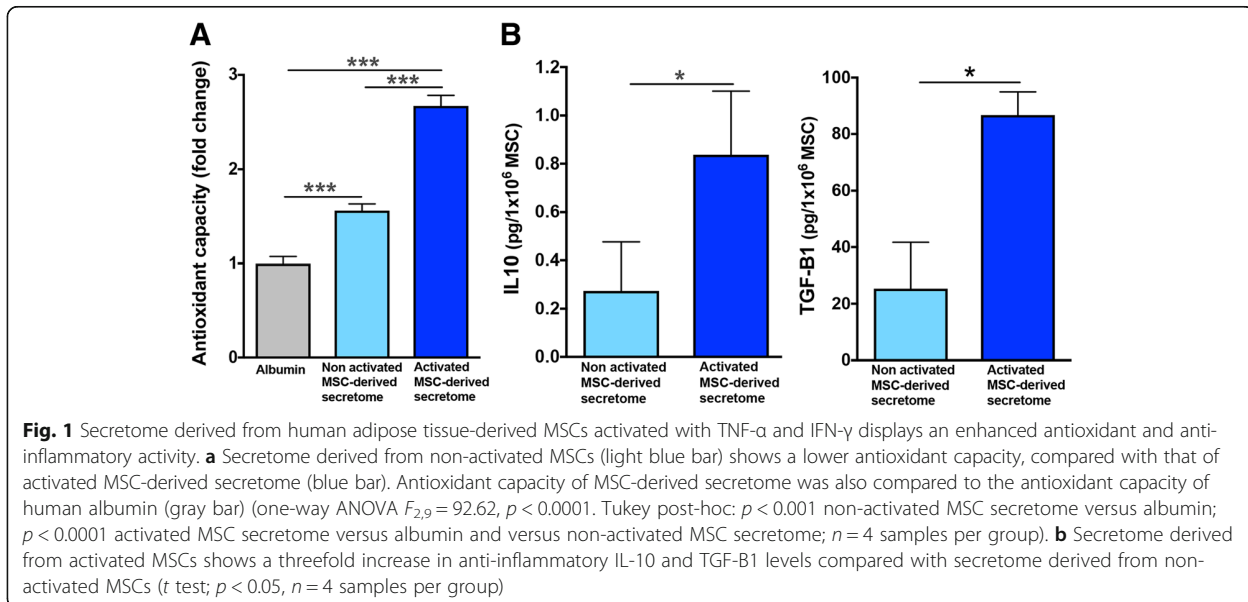 A
Antioxidant capacity (fold change)
3
2
1
0
***
***
***
Albumin
Non activated
MSC-derived
secretome
Activated
MSC-derived
secretome
B
IL10 (pg/1x10⁶ MSC)
1.2
1.0
0.8
0.6
0.4
0.2
0.0
*
Non activated
MSC-derived
secretome
Activated
MSC-derived
secretome
TGF-B1 (pg/1x10⁶ MSC)
100
80
60
40
20
0
*
Non activated
MSC-derived
secretome
Activated
MSC-derived
secretome
Fig. 1 Secretome derived from human adipose tissue-derived MSCs activated with TNF-α and IFN-γ displays an enhanced antioxidant and anti-
inflammatory activity. a Secretome derived from non-activated MSCs (light blue bar) shows a lower antioxidant capacity, compared with that of
activated MSC-derived secretome (blue bar). Antioxidant capacity of MSC-derived secretome was also compared to the antioxidant capacity of
human albumin (gray bar) (one-way ANOVA F2,9 = 92.62, p < 0.0001. Tukey post-hoc: p < 0.001 non-activated MSC secretome versus albumin;
p < 0.0001 activated MSC secretome versus albumin and versus non-activated MSC secretome; n = 4 samples per group). b Secretome derived
from activated MSCs shows a threefold increase in anti-inflammatory IL-10 and TGF-B1 levels compared with secretome derived from non-
activated MSCs (t test; p < 0.05, n = 4 samples per group)